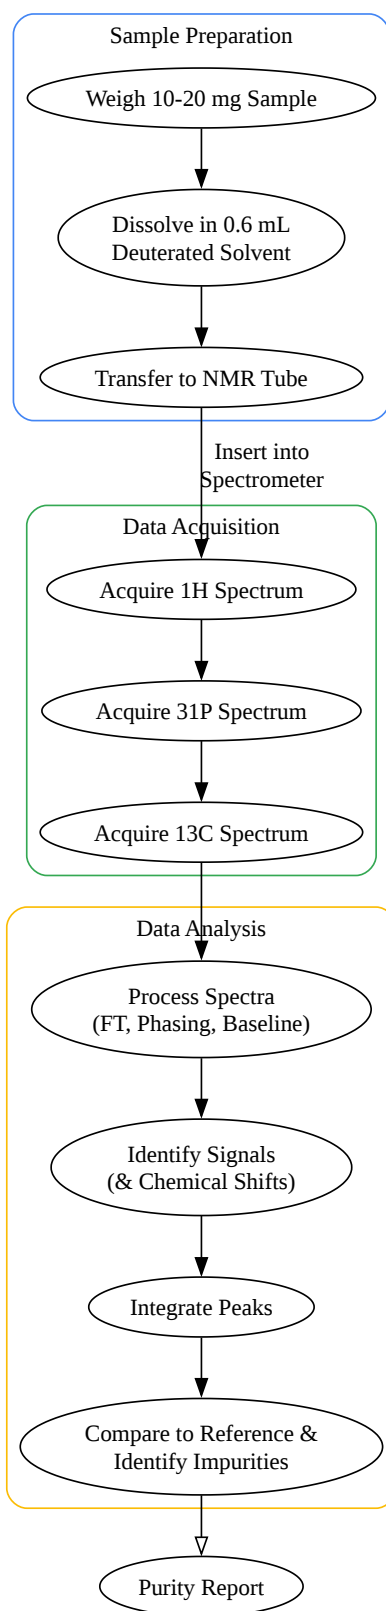 Sample Preparation
Weigh 10-20 mg Sample
Dissolve in 0.6 mL
Deuterated Solvent
Transfer to NMR Tube
Insert into
Spectrometer
Data Acquisition
Acquire 1H Spectrum
Acquire 31P Spectrum
Acquire 13C Spectrum
Data Analysis
Process Spectra
(FT, Phasing, Baseline)
Identify Signals
(& Chemical Shifts)
Integrate Peaks
Compare to Reference &
Identify Impurities
Purity Report